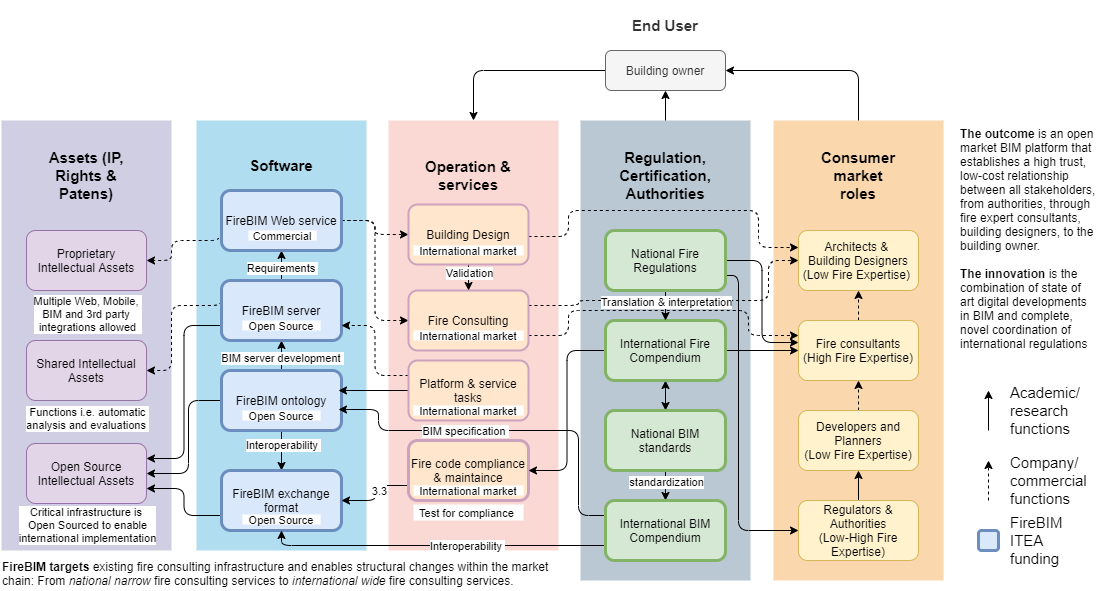 End User
Building owner
Assets (IP,
Rights &
Patens)
Proprietary
Intellectual Assets
Multiple Web, Mobile,
BIM and 3rd party
integrations allowed
Shared Intellectual
Assets
Functions i.e. automatic
analysis and evaluations
Open Source
Intellectual Assets
Critical infrastructure is
Open Sourced to enable
international implementation
Software
FireBIM Web service
Commercial
Requirements
FireBIM server
Open Source
BIM server development
FireBIM ontology
Open Source
Interoperability
FireBIM exchange
format
Open Source
Operation &
services
Building Design
International market
Validation
Fire Consulting
International market
Platform & service
tasks
International market
BIM specification
Fire code compliance
& maintaince
International market
3.3
Test for compliance
Interoperability
Regulation,
Certification,
Authorities
National Fire
Regulations
Translation & interpretation
International Fire
Compendium
National BIM
standards
standardization
International BIM
Compendium
Consumer
market
roles
Architects &
Building Designers
(Low Fire Expertise)
Fire consultants
(High Fire Expertise)
Developers and
Planners
(Low Fire Expertise)
Regulators &
Authorities
(Low-High Fire
Expertise)
The outcome is an open
market BIM platform that
establishes a high trust,
low-cost relationship
between all stakeholders,
from authorities, through
fire expert consultants,
building designers, to the
building owner.
The innovation is the
combination of state of
art digital developments
in BIM and complete,
novel coordination of
international regulations
Academic/
research
functions
Company/
commercial
functions
FireBIM
ITEA
funding
FireBIM targets existing fire consulting infrastructure and enables structural changes within the market
chain: From national narrow fire consulting services to international wide fire consulting services.